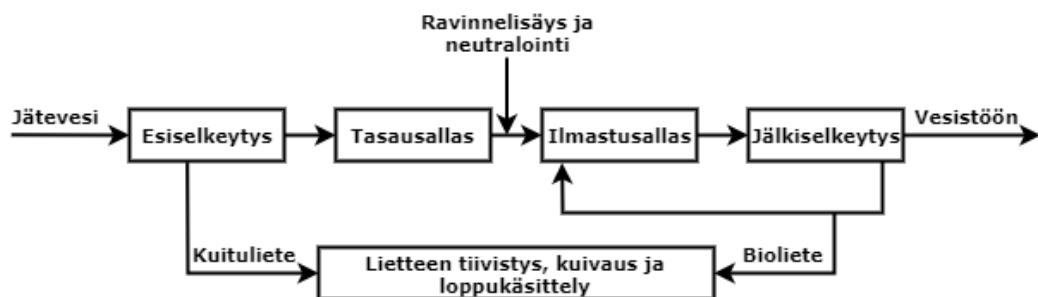 Ravinnelisäys ja
neutralointi
Jätevesi
Esiselkeytys
Tasausallas
Ilmastusallas
Jälkiselkeytys
Vesistöön
Kuituliete
Lietteen tiivistys, kuivaus ja
loppukäsittely
Bioliete